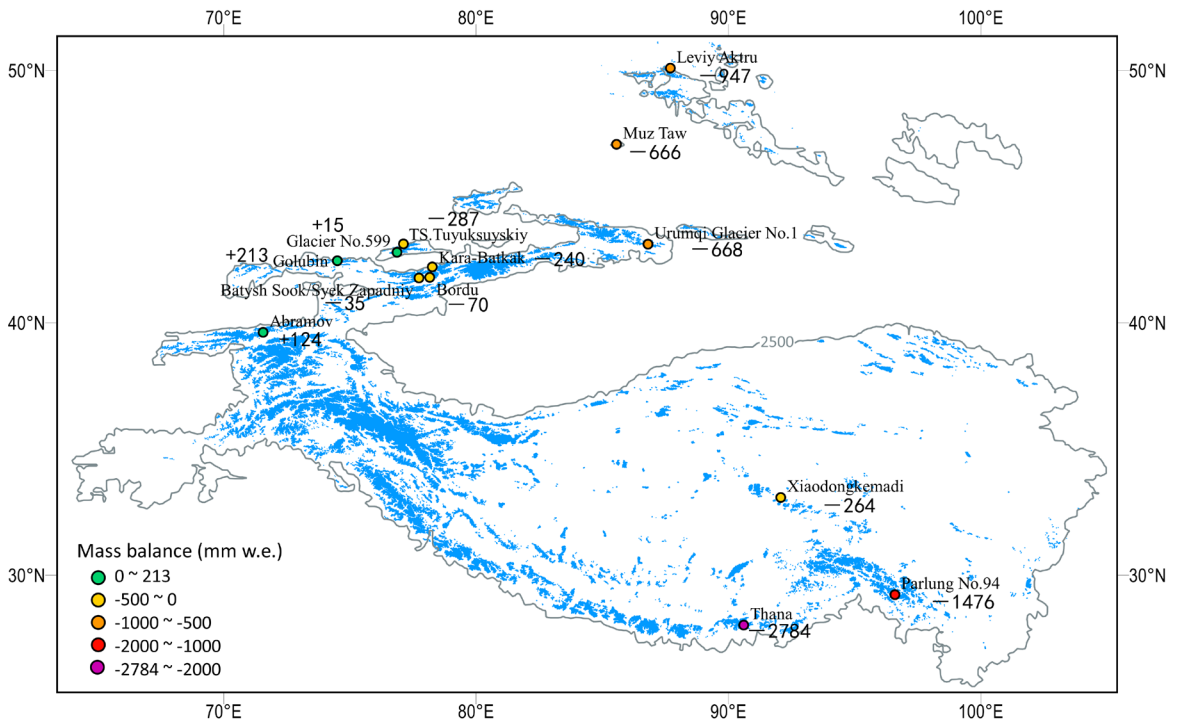 70°E 80°E 90°E 100°E
50°N 50°N
Leviy Aktru
—947
Muz Taw
—666
—287
+15
TS.Tuyuksuyskiy
Urumqi Glacier No.1
Glacier No.599
—668
+213
Golubin
Kara-Batkak
—240
Batysh Sook/Syek Zapadniy
Bordu
—35
—70
40°N 40°N
Abramov
+124
2500
Xiaodongkemadi
—264
Mass balance (mm w.e.)
0 ~ 213
-500 ~ 0
-1000 ~ -500
-2000 ~ -1000
-2784 ~ -2000
30°N 30°N
Parlung No.94
—1476
Thana
—2784
70°E 80°E 90°E 100°E